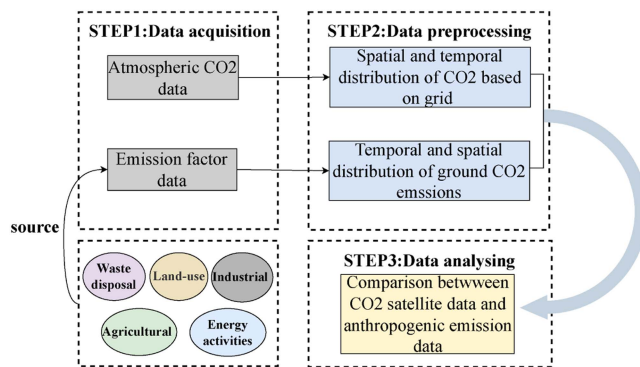 STEP1:Data acquisition
Atmospheric CO2
data
Emission factor
data
source
Waste
disposal
Land-use
Industrial
Agricultural
Energy
activities
STEP2:Data preprocessing
Spatial and temporal
distribution of CO2 based
on grid
Temporal and spatial
distribution of ground CO2
emssions
STEP3:Data analysing
Comparison betwween
CO2 satellite data and
anthropogenic emission
data